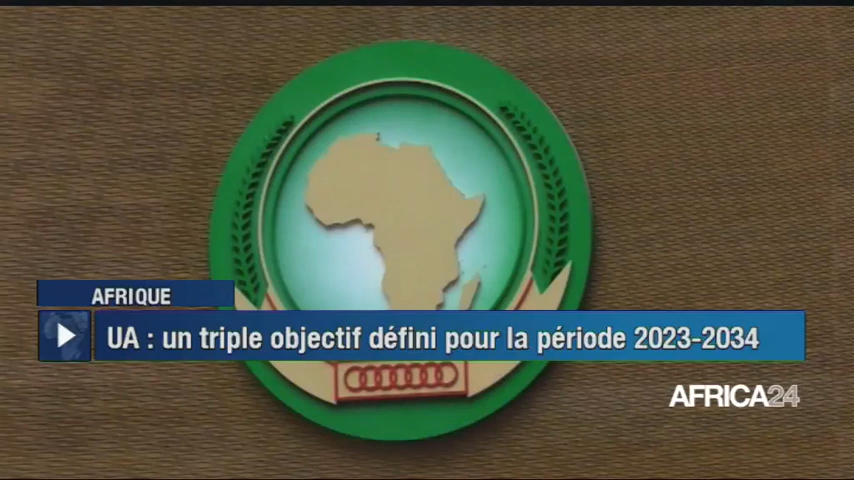 AFRIQUE
UA : un triple objectif défini pour la période 2023-2034
AFRICA24